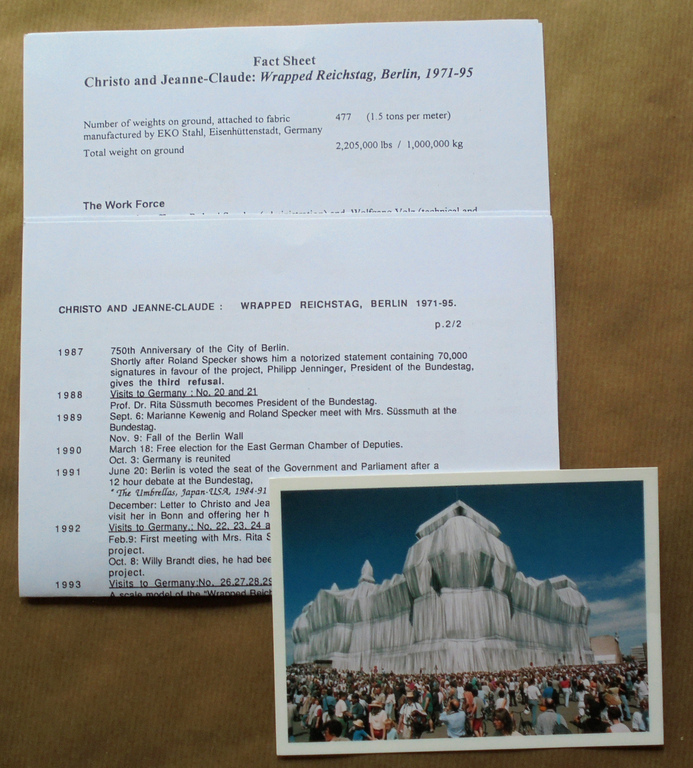 Fact Sheet
Christo and Jeanne-Claude: Wrapped Reichstag, Berlin, 1971-95
Number of weights on ground, attached to fabric 477 (1.5 tons per meter)
manufactured by EKO Stahl, Eisenhüttenstadt, Germany
Total weight on ground 2,205,000 lbs / 1,000,000 kg
The Work Force
CHRISTO AND JEANNE-CLAUDE : WRAPPED REICHSTAG, BERLIN 1971-95.
p.2/2
1987 750th Anniversary of the City of Berlin.
Shortly after Roland Specker shows him a notorized statement containing 70,000
signatures in favour of the project, Philipp Jenninger, President of the Bundestag,
gives the third refusal.
1988 Visits to Germany : No. 20 and 21
Prof. Dr. Rita Süssmuth becomes President of the Bundestag.
1989 Sept. 6: Marianne Kewenig and Roland Specker meet with Mrs. Süssmuth at the
Bundestag.
Nov. 9: Fall of the Berlin Wall
1990 March 18: Free election for the East German Chamber of Deputies.
Oct. 3: Germany is reunited
1991 June 20: Berlin is voted the seat of the Government and Parliament after a
12 hour debate at the Bundestag,
* The Umbrellas, Japan-USA, 1984-91
December: Letter to Christo and Jea
visit her in Bonn and offering her h
1992 Visits to Germany.: No. 22, 23, 24 a
Feb.9: First meeting with Mrs. Rita S
project.
Oct. 8: Willy Brandt dies, he had bee
project.
1993 Visits to Germany:No. 26,27,28,29
A scale model of the "Wrapped Reich